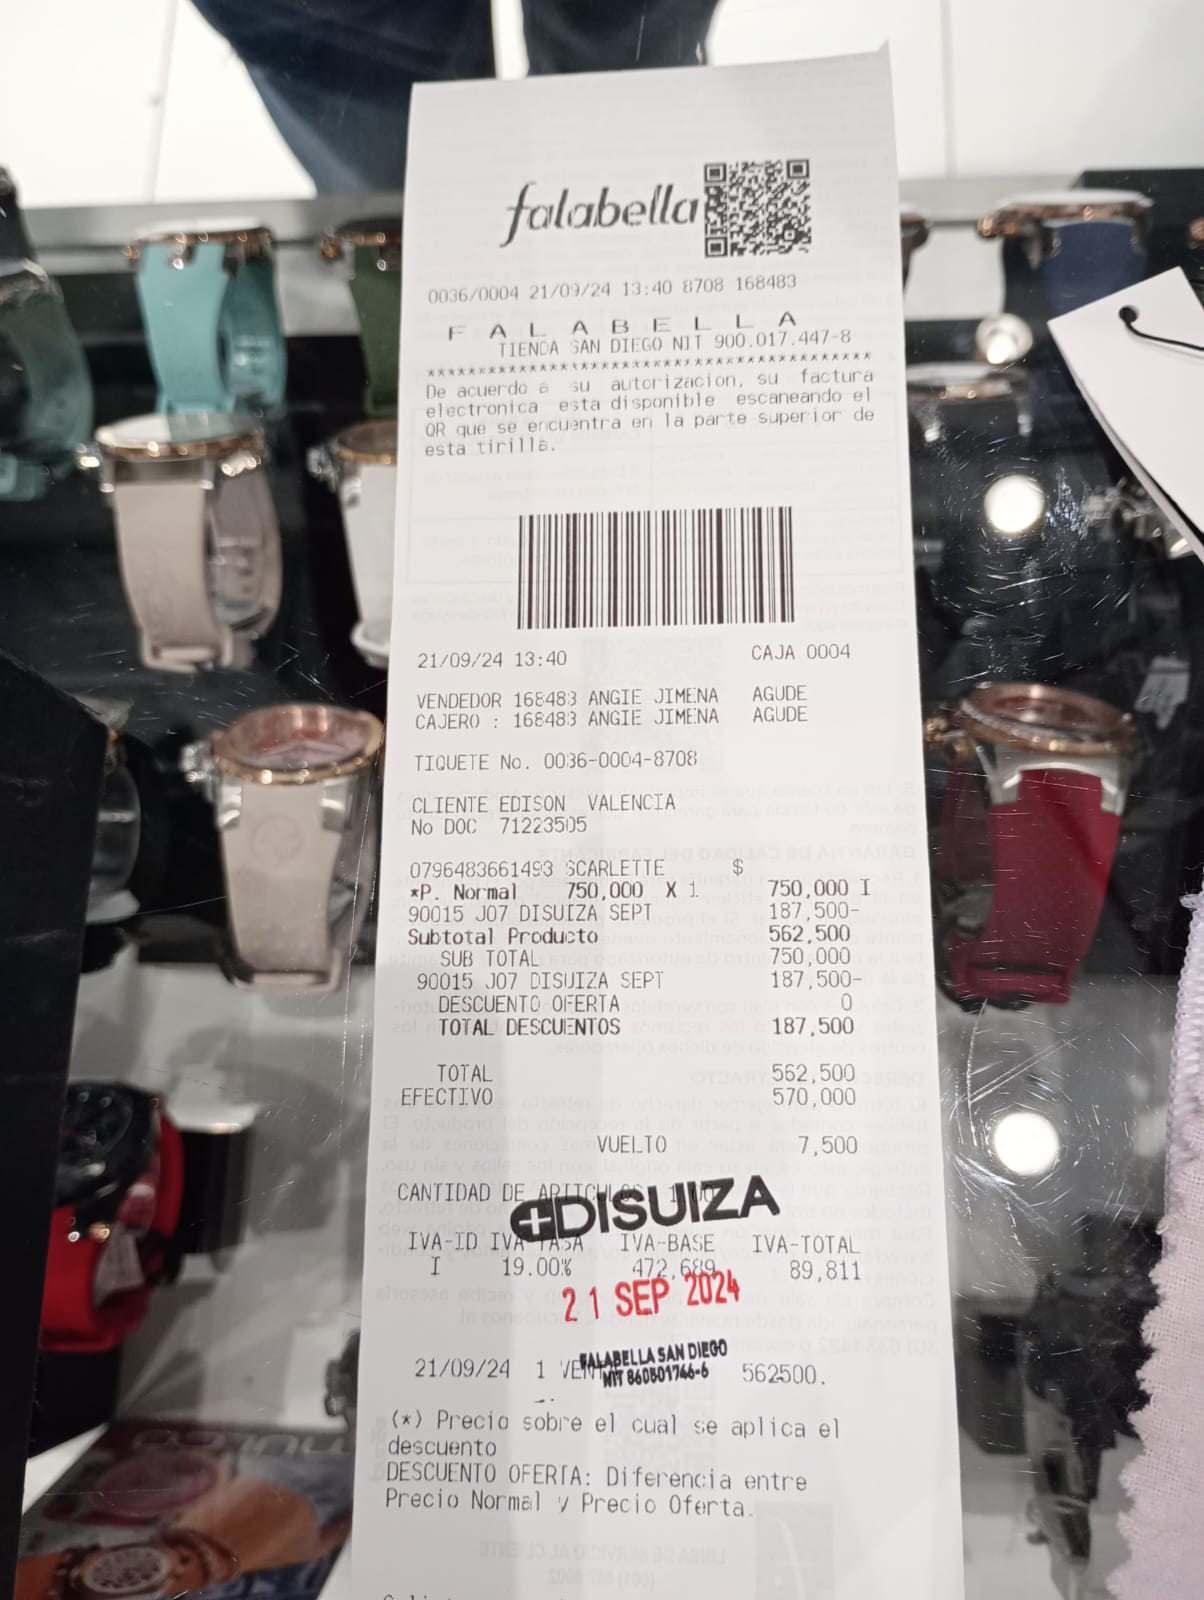 falabella
0036/0004 21/09/24 13:40 8708 168483
F A L A B E L L A
TIENDA SAN DIEGO NIT 900.017.447-8
******************************************
De acuerdo a su autorizacion, su factura
electronica esta disponible escaneando el
QR que se encuentra en la parte superior de
esta tirilla.
21/09/24 13:40 CAJA 0004
VENDEDOR 168483 ANGIE JIMENA AGUDE
CAJERO : 168483 ANGIE JIMENA AGUDE
TIQUETE No. 0036-0004-8708
CLIENTE EDISON VALENCIA
No DOC 71223505
0796483661493 SCARLETTE $
*P. Normal 750,000 X 1 750,000 I
90015 J07 DISUIZA SEPT 187,500-
Subtotal Producto 562,500
SUB TOTAL 750,000
90015 J07 DISUIZA SEPT 187,500-
DESCUENTO OFERTA 0
TOTAL DESCUENTOS 187,500
TOTAL 562,500
EFECTIVO 570,000
VUELTO 7,500
CANTIDAD DE ARTICULOS:
DISUIZA
IVA-ID IVA-TASA IVA-BASE IVA-TOTAL
I 19.00% 472,689 89,811
21 SEP 2024
FALABELLA SAN DIEGO
NIT 860501746-6
21/09/24 1 562500.
(*) Precio sobre el cual se aplica el
descuento
DESCUENTO OFERTA: Diferencia entre
Precio Normal y Precio Oferta.